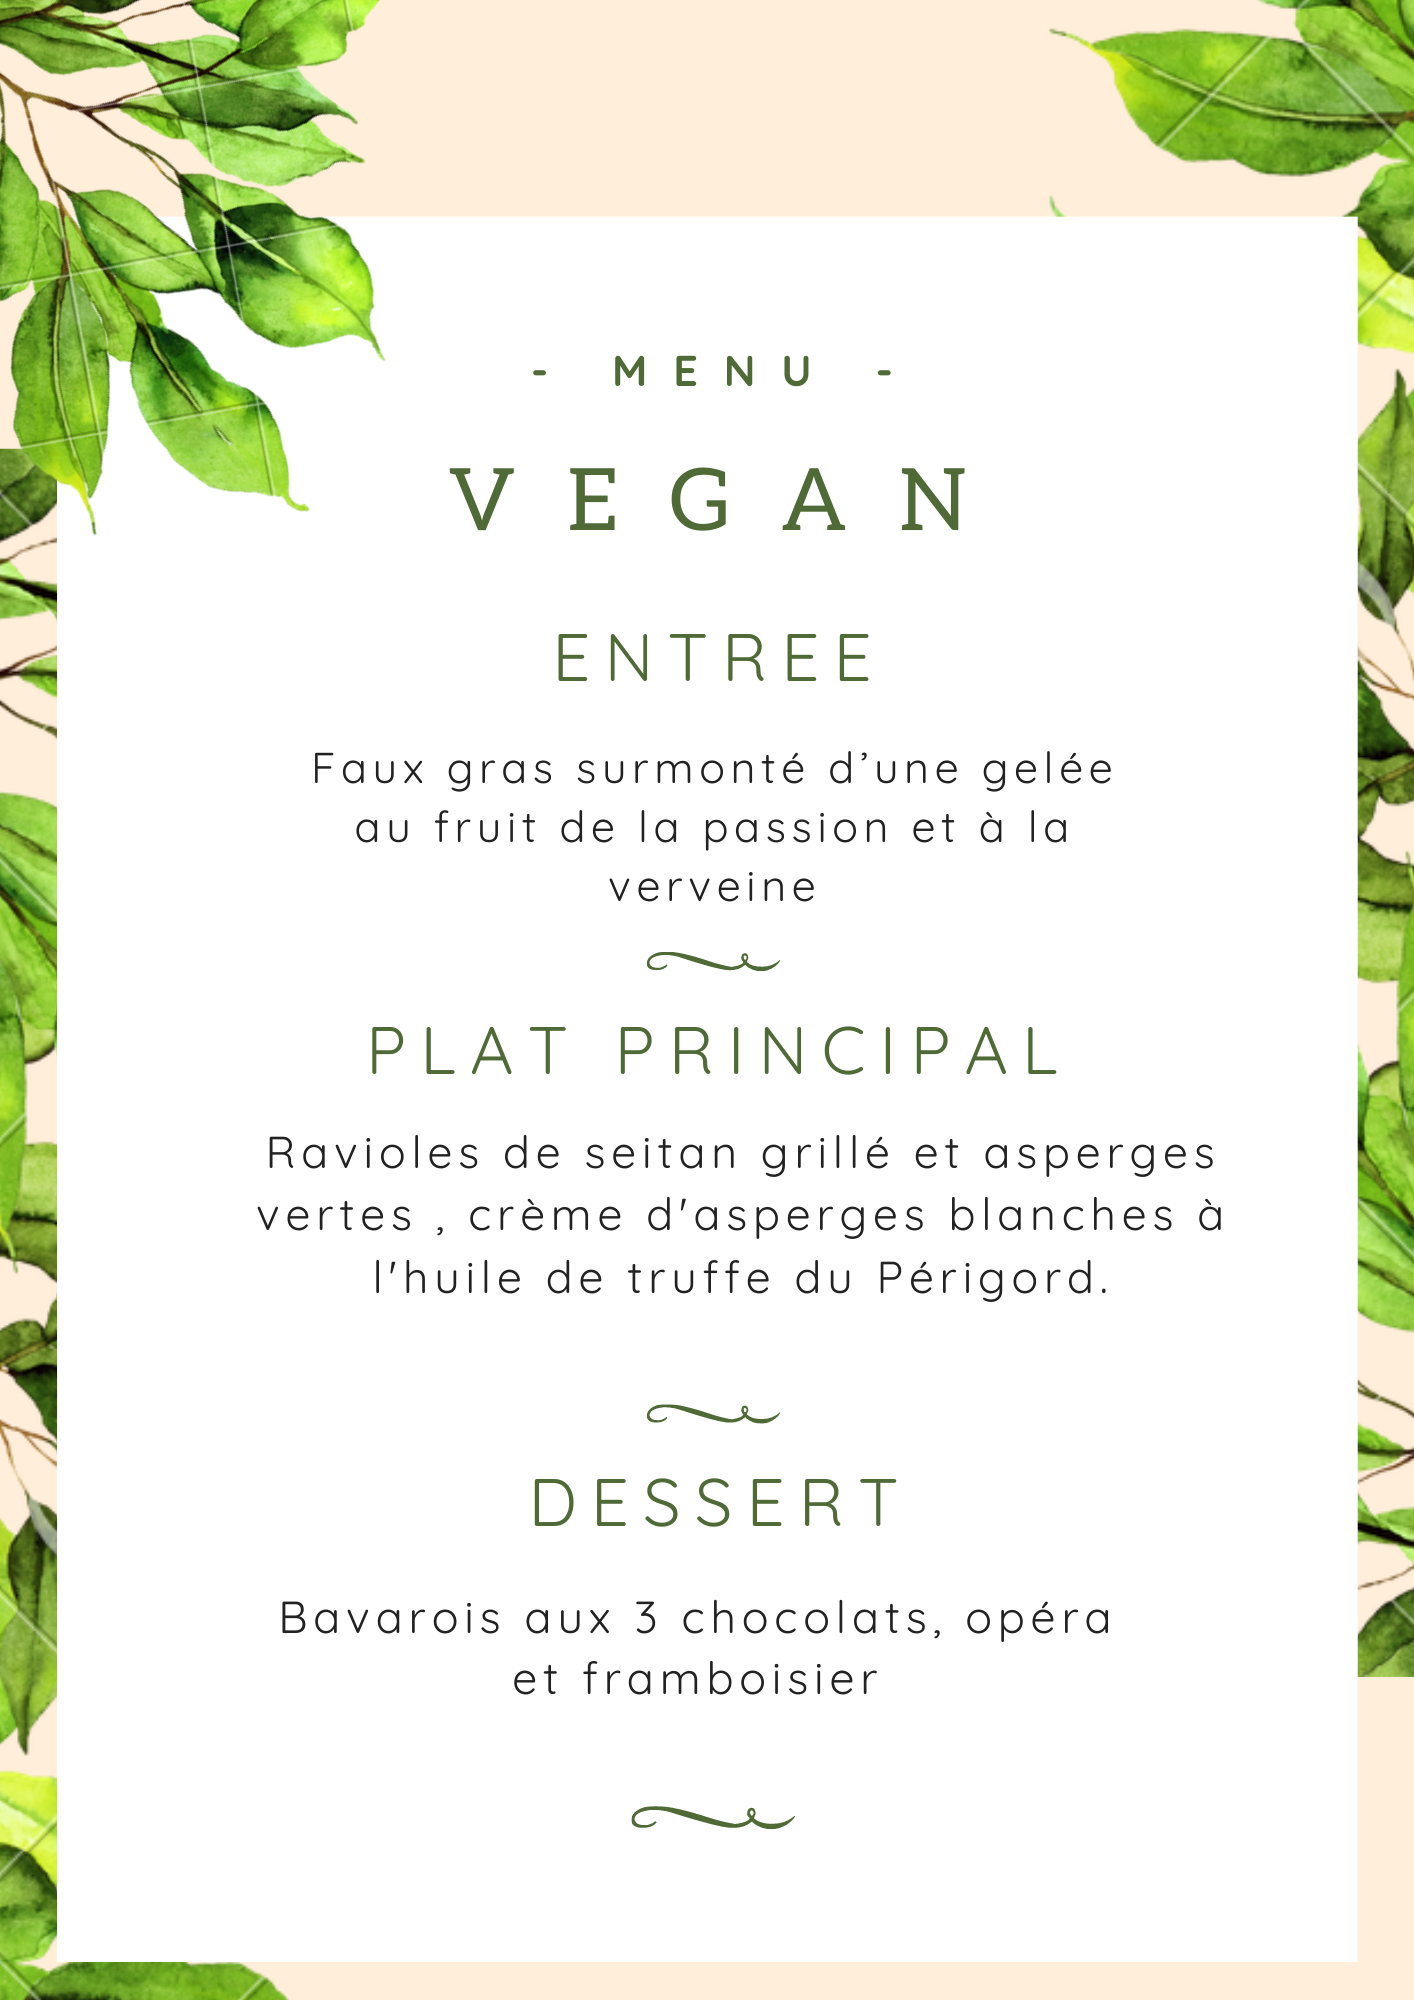 - MENU -
VEGAN
ENTREE
Faux gras surmonté d’une gelée
au fruit de la passion et à la
verveine
PLAT PRINCIPAL
Ravioles de seitan grillé et asperges
vertes , crème d'asperges blanches à
l'huile de truffe du Périgord.
DESSERT
Bavarois aux 3 chocolats, opéra
et framboisier